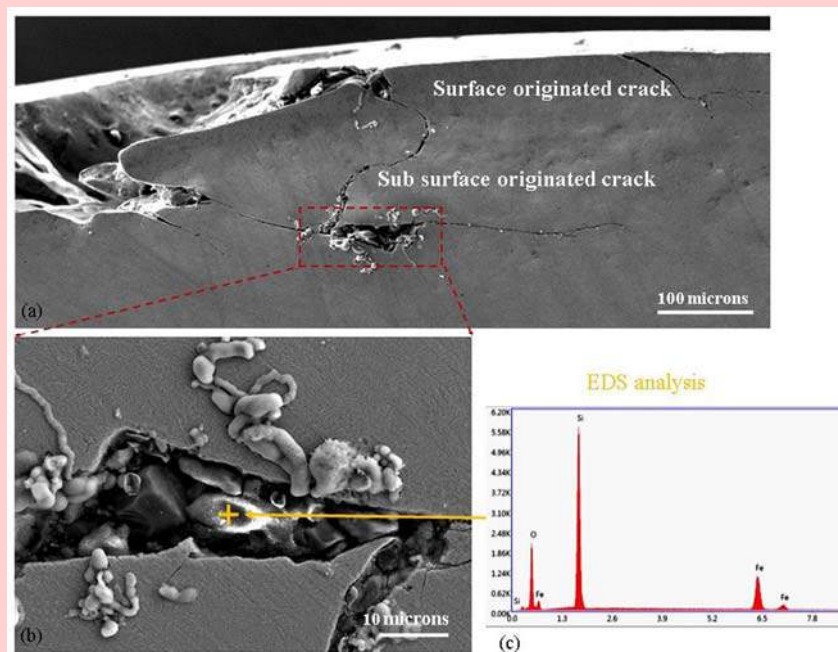 Surface originated crack
Sub surface originated crack
(a)
100 microns
EDS analysis
6.20K
5.58K
4.96K
4.34K
3.72K
3.10K
2.48K
1.86K
1.24K
0.62K
0.00K
Si
O
Fe
Si
Fe
Fe
0.0
1.3
2.6
3.9
5.2
6.5
7.8
(b)
10 microns
(c)